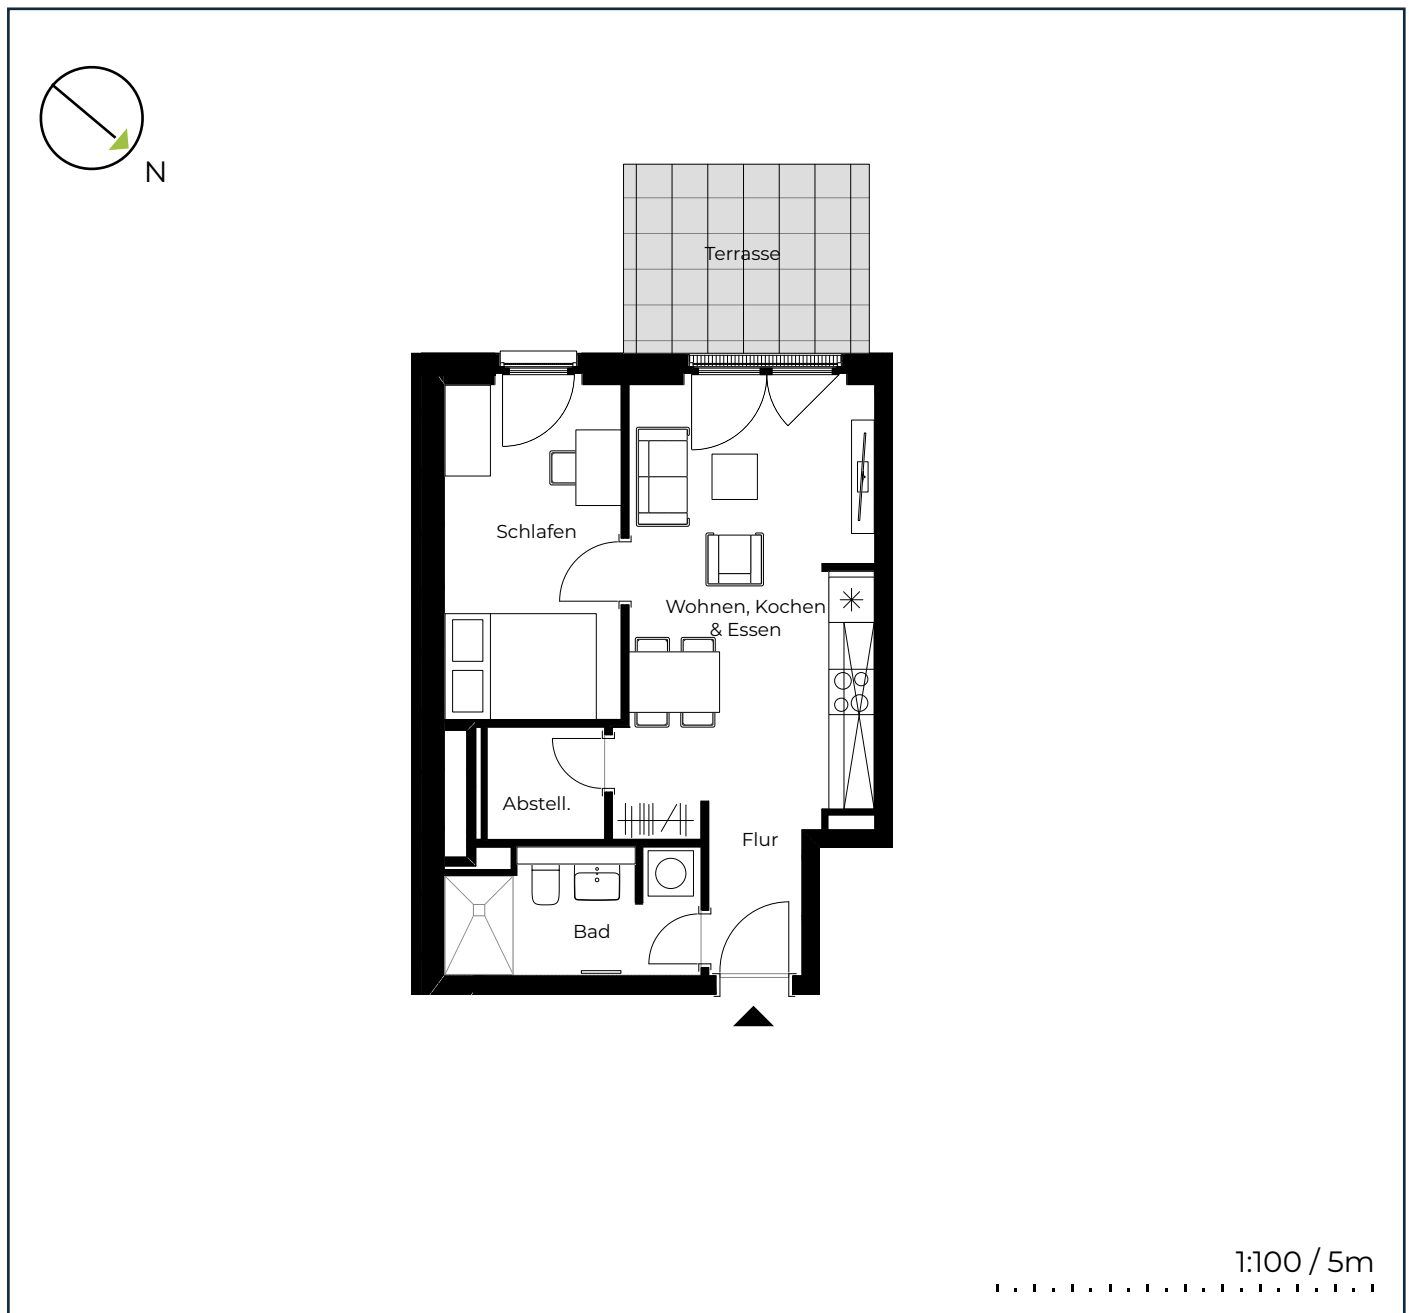 N
Terrasse
Schlafen
Wohnen, Kochen
& Essen
Abstell.
Flur
Bad
1:100 / 5m